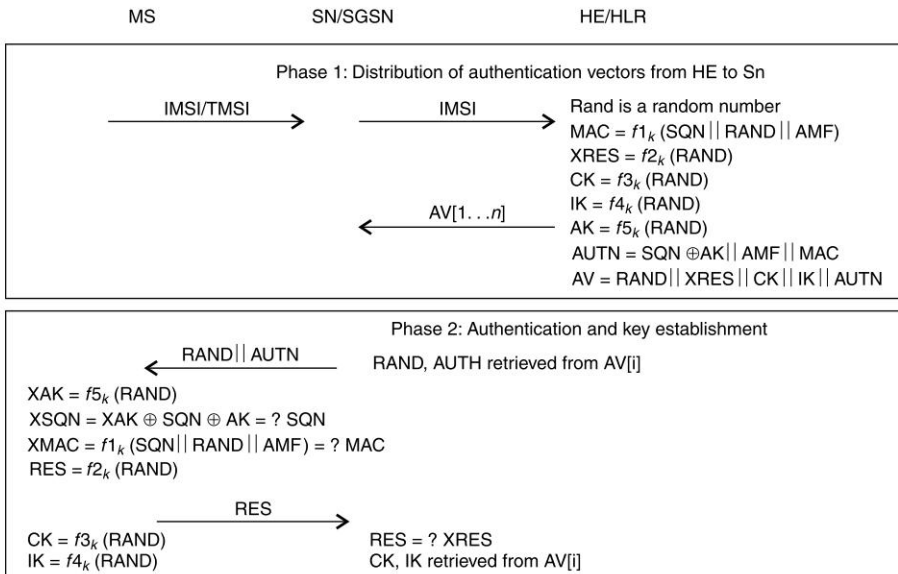 MS SN/SGSN HE/HLR
Phase 1: Distribution of authentication vectors from HE to Sn
IMSI/TMSI
IMSI
Rand is a random number
MAC = f1k (SQN || RAND || AMF)
XRES = f2k (RAND)
CK = f3k (RAND)
IK = f4k (RAND)
AV[1. . .n]
AK = f5k (RAND)
AUTN = SQN ⊕AK || AMF || MAC
AV = RAND || XRES || CK || IK || AUTN
Phase 2: Authentication and key establishment
RAND || AUTN
RAND, AUTH retrieved from AV[i]
XAK = f5k (RAND)
XSQN = XAK ⊕ SQN ⊕ AK = ? SQN
XMAC = f1k (SQN || RAND || AMF) = ? MAC
RES = f2k (RAND)
RES
CK = f3k (RAND)
IK = f4k (RAND)
RES = ? XRES
CK, IK retrieved from AV[i]